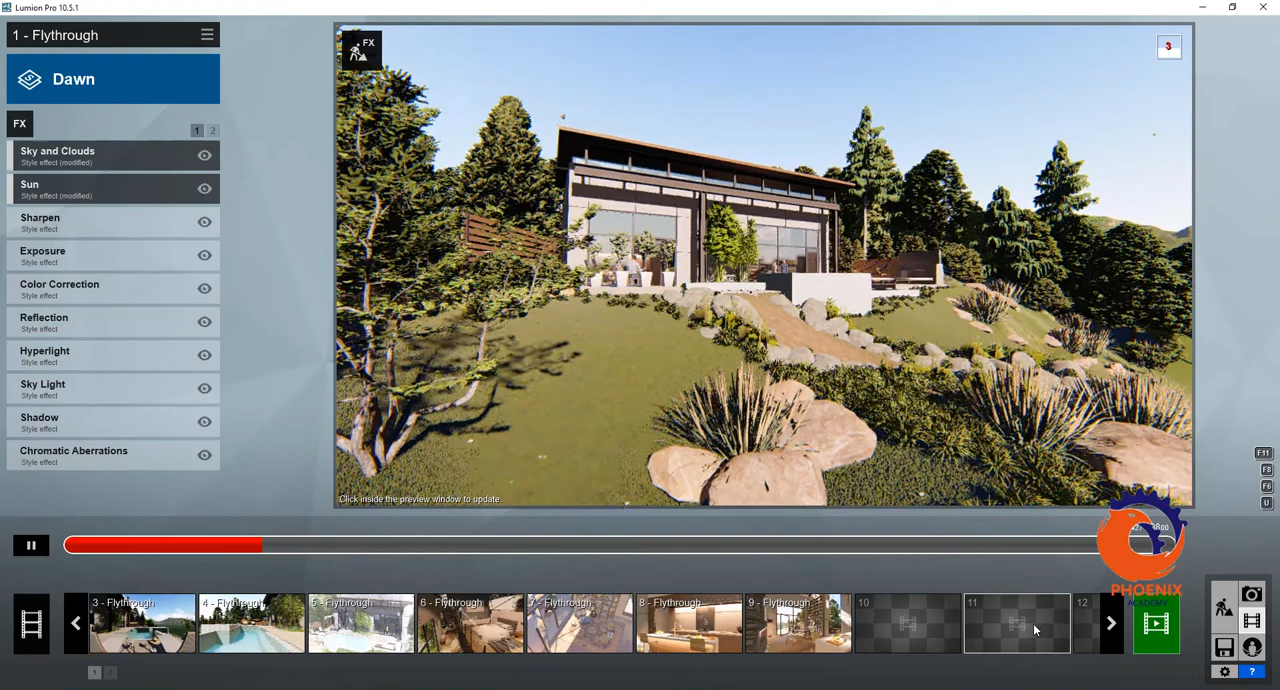 Lumion Pro 10.5.1
1 - Flythrough
Dawn
FX
1 2
Sky and Clouds
Style effect (modified)
Sun
Style effect (modified)
Sharpen
Style effect
Exposure
Style effect
Color Correction
Style effect
Reflection
Style effect
Hyperlight
Style effect
Sky Light
Style effect
Shadow
Style effect
Chromatic Aberrations
Style effect
FX
3
Click inside the preview window to update.
F11
F8
F6
U
PHOENIX
ACADEMY
3 - Flythrough
4 - Flythrough
5 - Flythrough
6 - Flythrough
7 - Flythrough
8 - Flythrough
9 - Flythrough
10
11
12
1 2
?